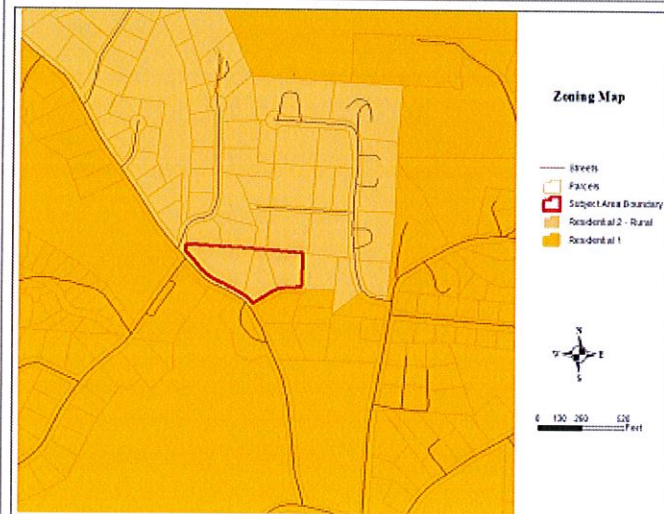 Zoning Map
Streets
Parcels
Subject Area Boundary
Residential 2 - Rural
Residential 1
N
W E
S
0 130 260 520
Feet